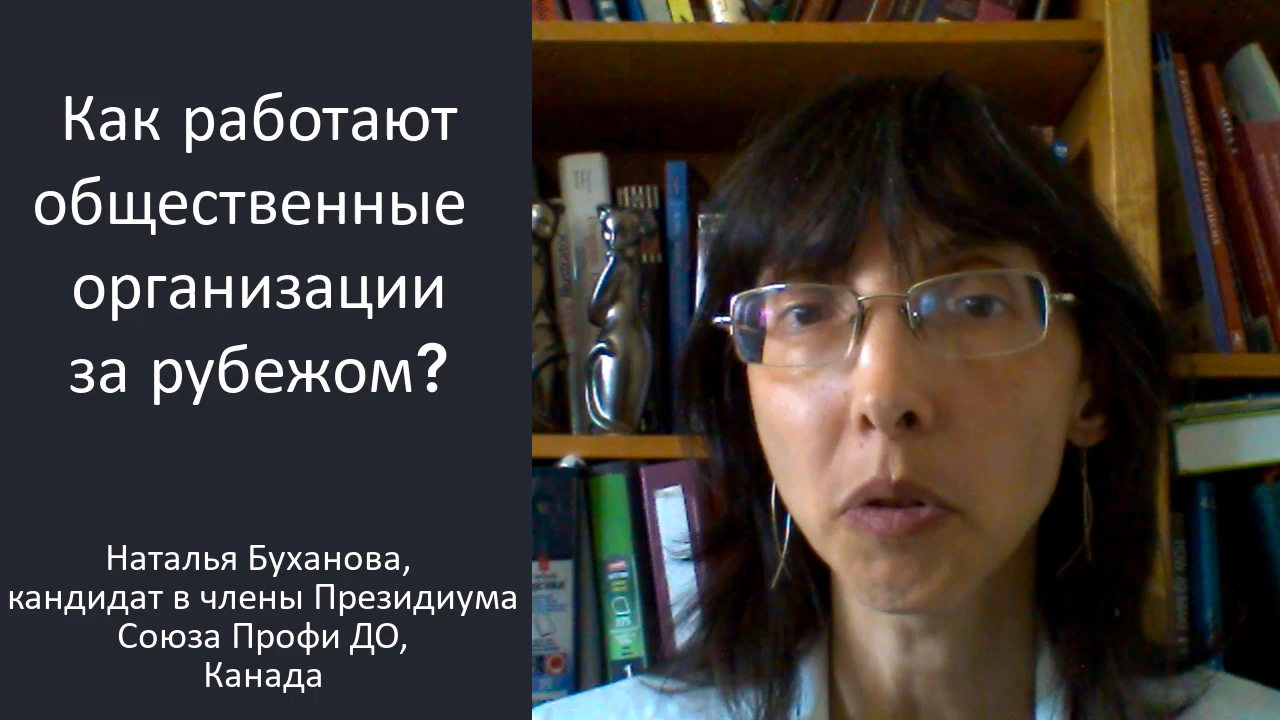 Как работают
общественные
организации
за рубежом?
Наталья Буханова,
кандидат в члены Президиума
Союза Профи ДО,
Канада